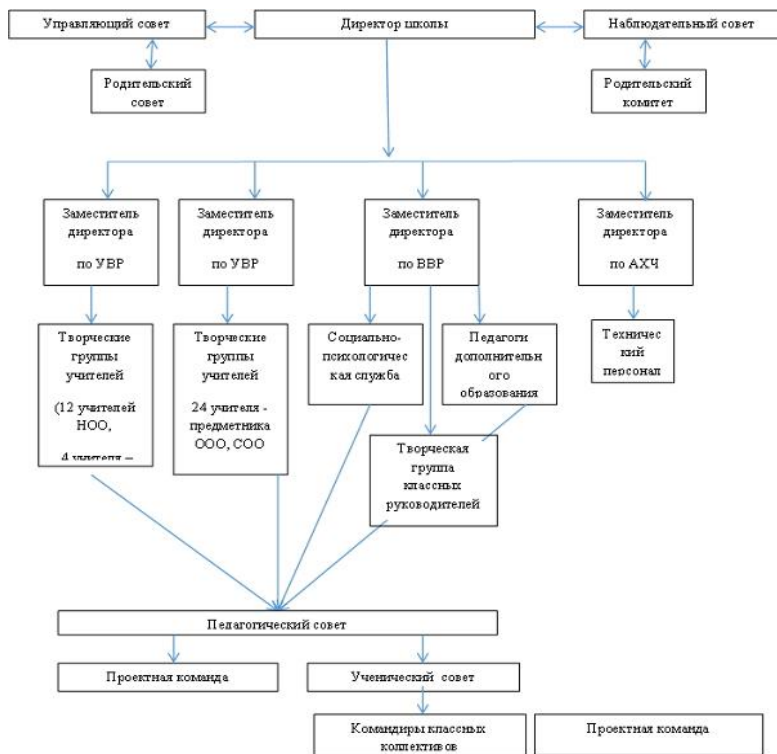 Управляющий совет
Директор школы
Наблюдательный совет
Родительский
совет
Родительский
комитет
Заместитель
директора
по УВР
Заместитель
директора
по УВР
Заместитель
директора
по ВВР
Заместитель
директора
по АХЧ
Творческие
группы
учителей
(12 учителей
НОО,
4 учителя –
Творческие
группы
учителей
24 учителя -
предметника
ООО, СОО
Социально-
психологичес
кая служба
Педагоги
дополнительн
ого
образования
Техничес
кий
персонал
Творческая
группа
классных
руководителей
Педагогический совет
Проектная команда
Ученический совет
Командиры классных
коллективов
Проектная команда